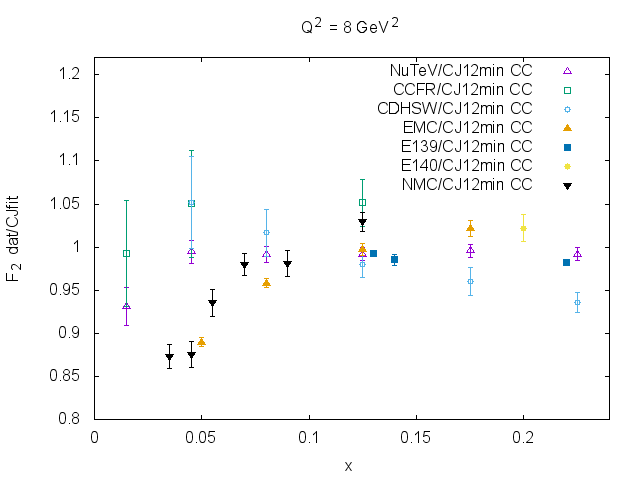 Q² = 8 GeV²
NuTeV/CJ12min CC
CCFR/CJ12min CC
CDHSW/CJ12min CC
EMC/CJ12min CC
E139/CJ12min CC
E140/CJ12min CC
NMC/CJ12min CC
1.2
1.15
1.1
1.05
1
0.95
0.9
0.85
0.8
F₂ dat/CJfit
0 0.05 0.1 0.15 0.2
x